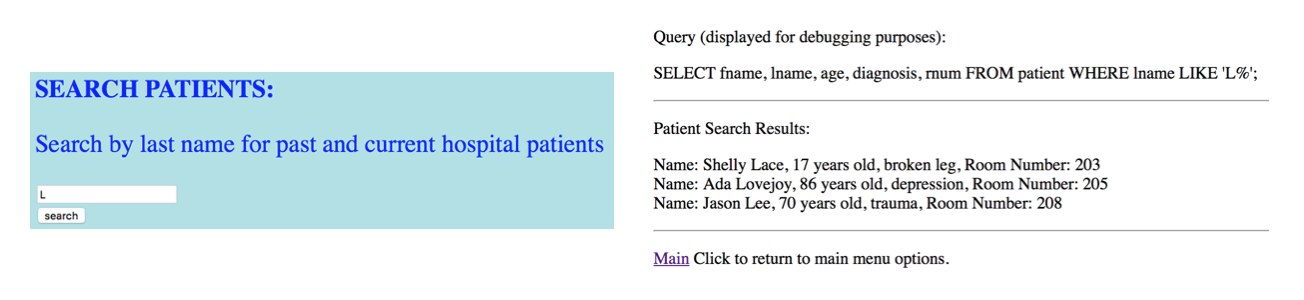 SEARCH PATIENTS:
Search by last name for past and current hospital patients
L
search
Query (displayed for debugging purposes):
SELECT fname, lname, age, diagnosis, rnum FROM patient WHERE lname LIKE 'L%';
Patient Search Results:
Name: Shelly Lace, 17 years old, broken leg, Room Number: 203
Name: Ada Lovejoy, 86 years old, depression, Room Number: 205
Name: Jason Lee, 70 years old, trauma, Room Number: 208
Main Click to return to main menu options.